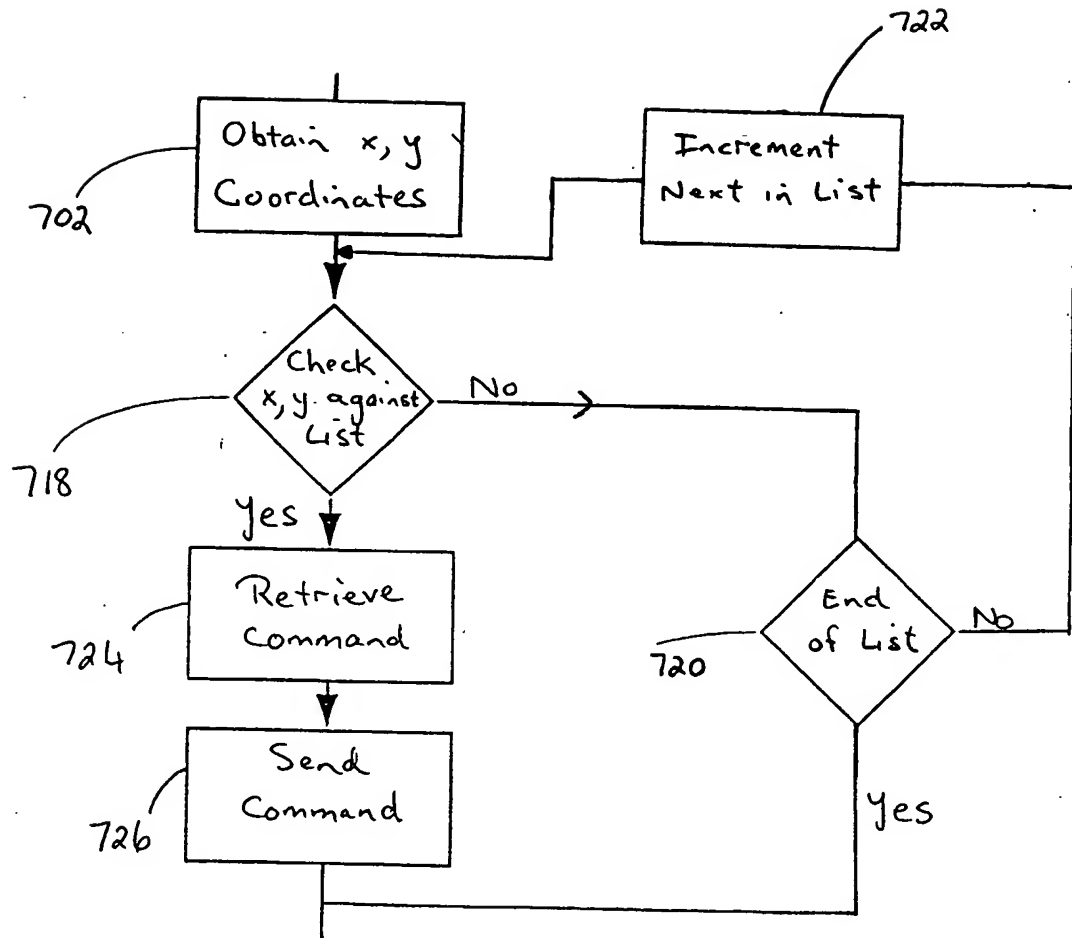 722
Obtain x, y
Coordinates
Increment
Next in List
702
Check
x, y. against
List
No
718
Yes
Retrieve
Command
724
End
of List
No
720
Send
Command
726
Yes